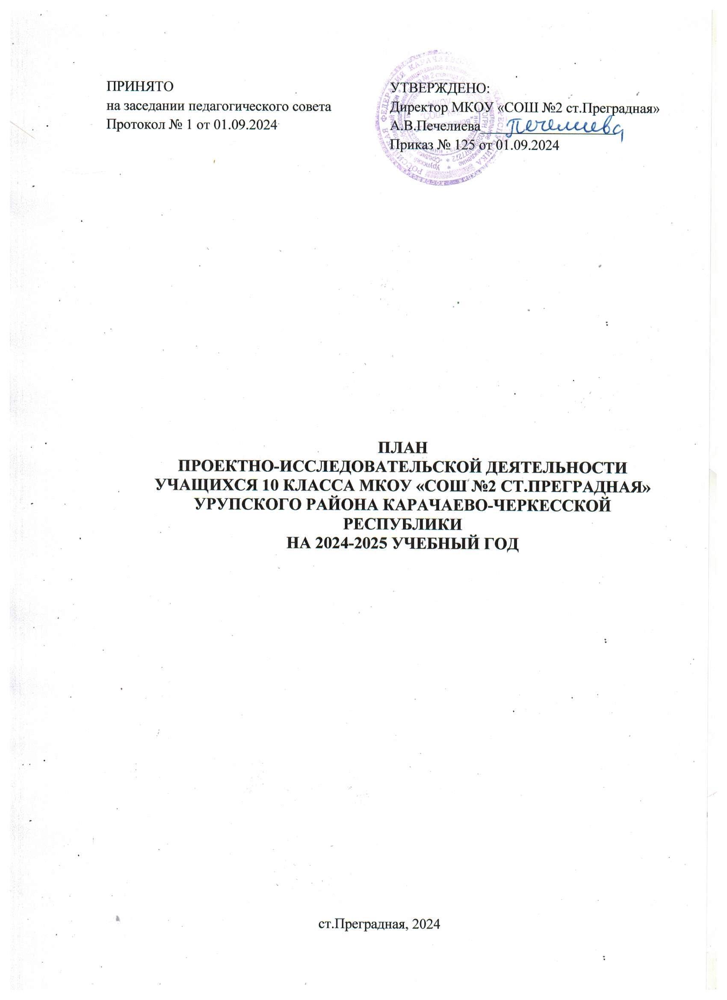 ПРИНЯТО
на заседании педагогического совета
Протокол № 1 от 01.09.2024
УТВЕРЖДЕНО:
Директор МКОУ «СОШ №2 ст.Преградная»
А.В.Печелиева Печелиева
Приказ № 125 от 01.09.2024
ПЛАН
ПРОЕКТНО-ИССЛЕДОВАТЕЛЬСКОЙ ДЕЯТЕЛЬНОСТИ
УЧАЩИХСЯ 10 КЛАССА МКОУ «СОШ №2 СТ.ПРЕГРАДНАЯ»
УРУПСКОГО РАЙОНА КАРАЧАЕВО-ЧЕРКЕССКОЙ
РЕСПУБЛИКИ
НА 2024-2025 УЧЕБНЫЙ ГОД
ст.Преградная, 2024